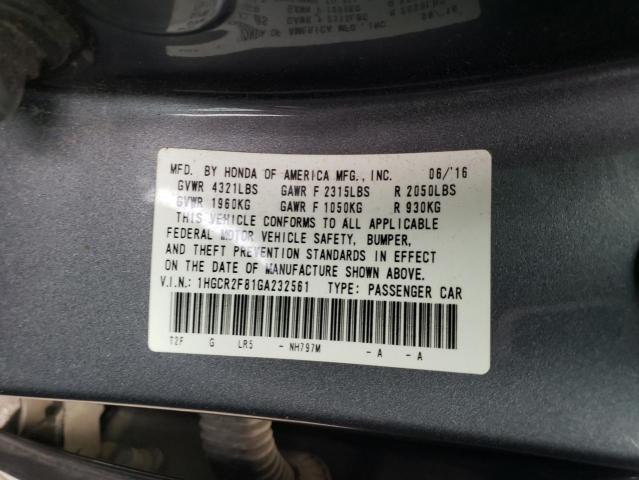 MFD. BY HONDA OF AMERICA MFG., INC. 06/'16
GVWR 4321LBS GAWR F 2315LBS R 2050LBS
GVWR 1960KG GAWR F 1050KG R 930KG
THIS VEHICLE CONFORMS TO ALL APPLICABLE
FEDERAL MOTOR VEHICLE SAFETY, BUMPER,
AND THEFT PREVENTION STANDARDS IN EFFECT
ON THE DATE OF MANUFACTURE SHOWN ABOVE.
V.I.N.: 1HGCR2F81GA232561 TYPE: PASSENGER CAR
T2F G LR5 - NH797M - A - A